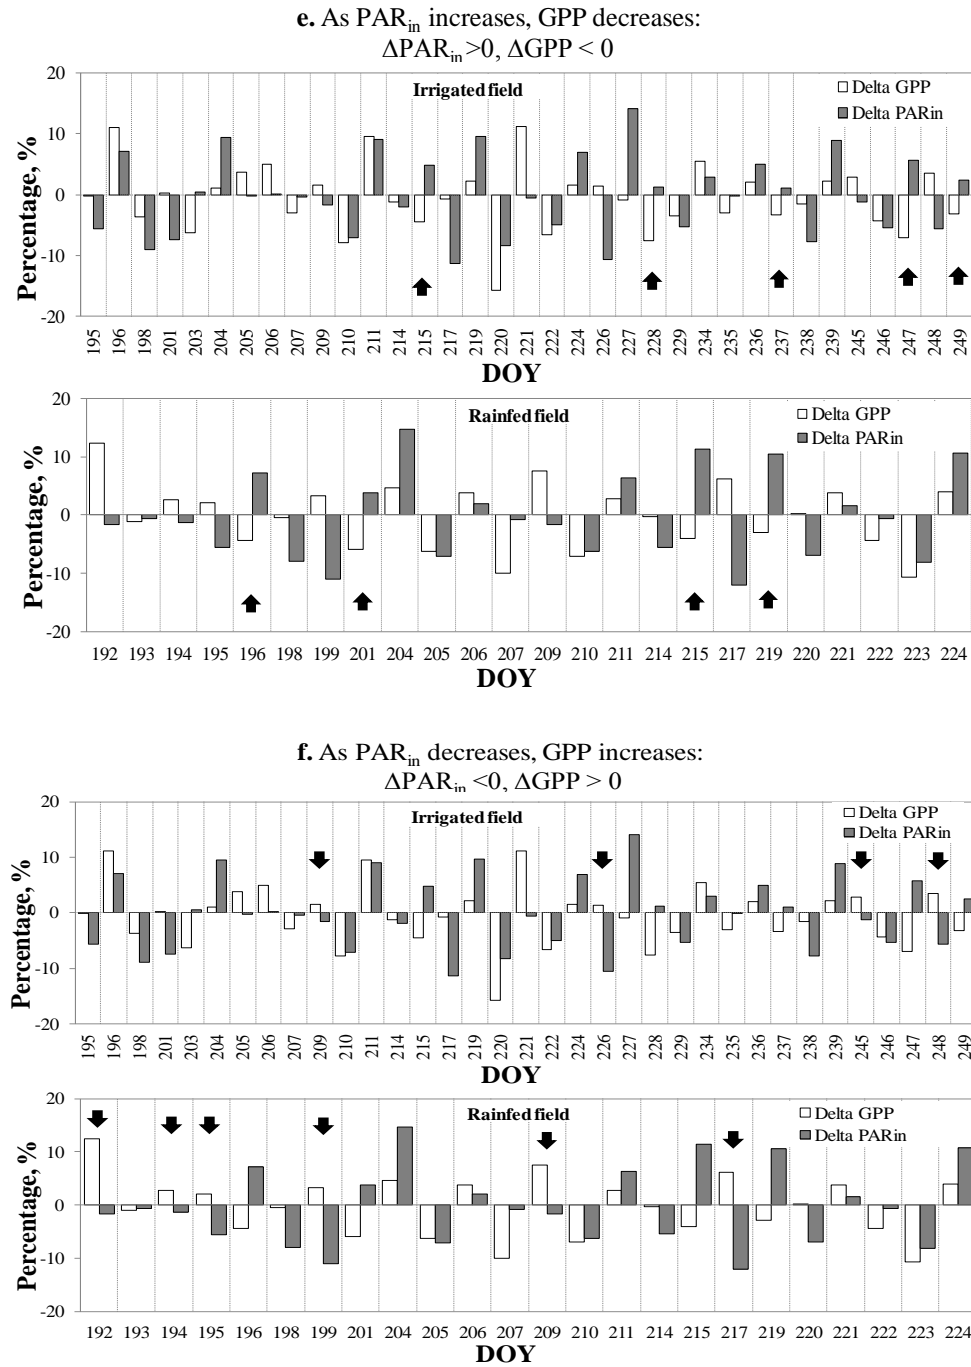 e. As PARin increases, GPP decreases:
ΔPARin >0, ΔGPP < 0
20
10
0
-10
-20
Percentage, %
Irrigated field
Delta GPP
Delta PARin
195 196 198 201 203 204 205 206 207 209 210 211 214 215 217 219 220 221 222 224 226 227 228 229 234 235 236 237 238 239 245 246 247 248 249
DOY
20
10
0
-10
-20
Percentage, %
Rainfed field
Delta GPP
Delta PARin
192 193 194 195 196 198 199 201 204 205 206 207 209 210 211 214 215 217 219 220 221 222 223 224
DOY
f. As PARin decreases, GPP increases:
ΔPARin <0, ΔGPP > 0
20
10
0
-10
-20
Percentage, %
Irrigated field
Delta GPP
Delta PARin
195 196 198 201 203 204 205 206 207 209 210 211 214 215 217 219 220 221 222 224 226 227 228 229 234 235 236 237 238 239 245 246 247 248 249
DOY
20
10
0
-10
-20
Percentage, %
Rainfed field
Delta GPP
Delta PARin
192 193 194 195 196 198 199 201 204 205 206 207 209 210 211 214 215 217 219 220 221 222 223 224
DOY